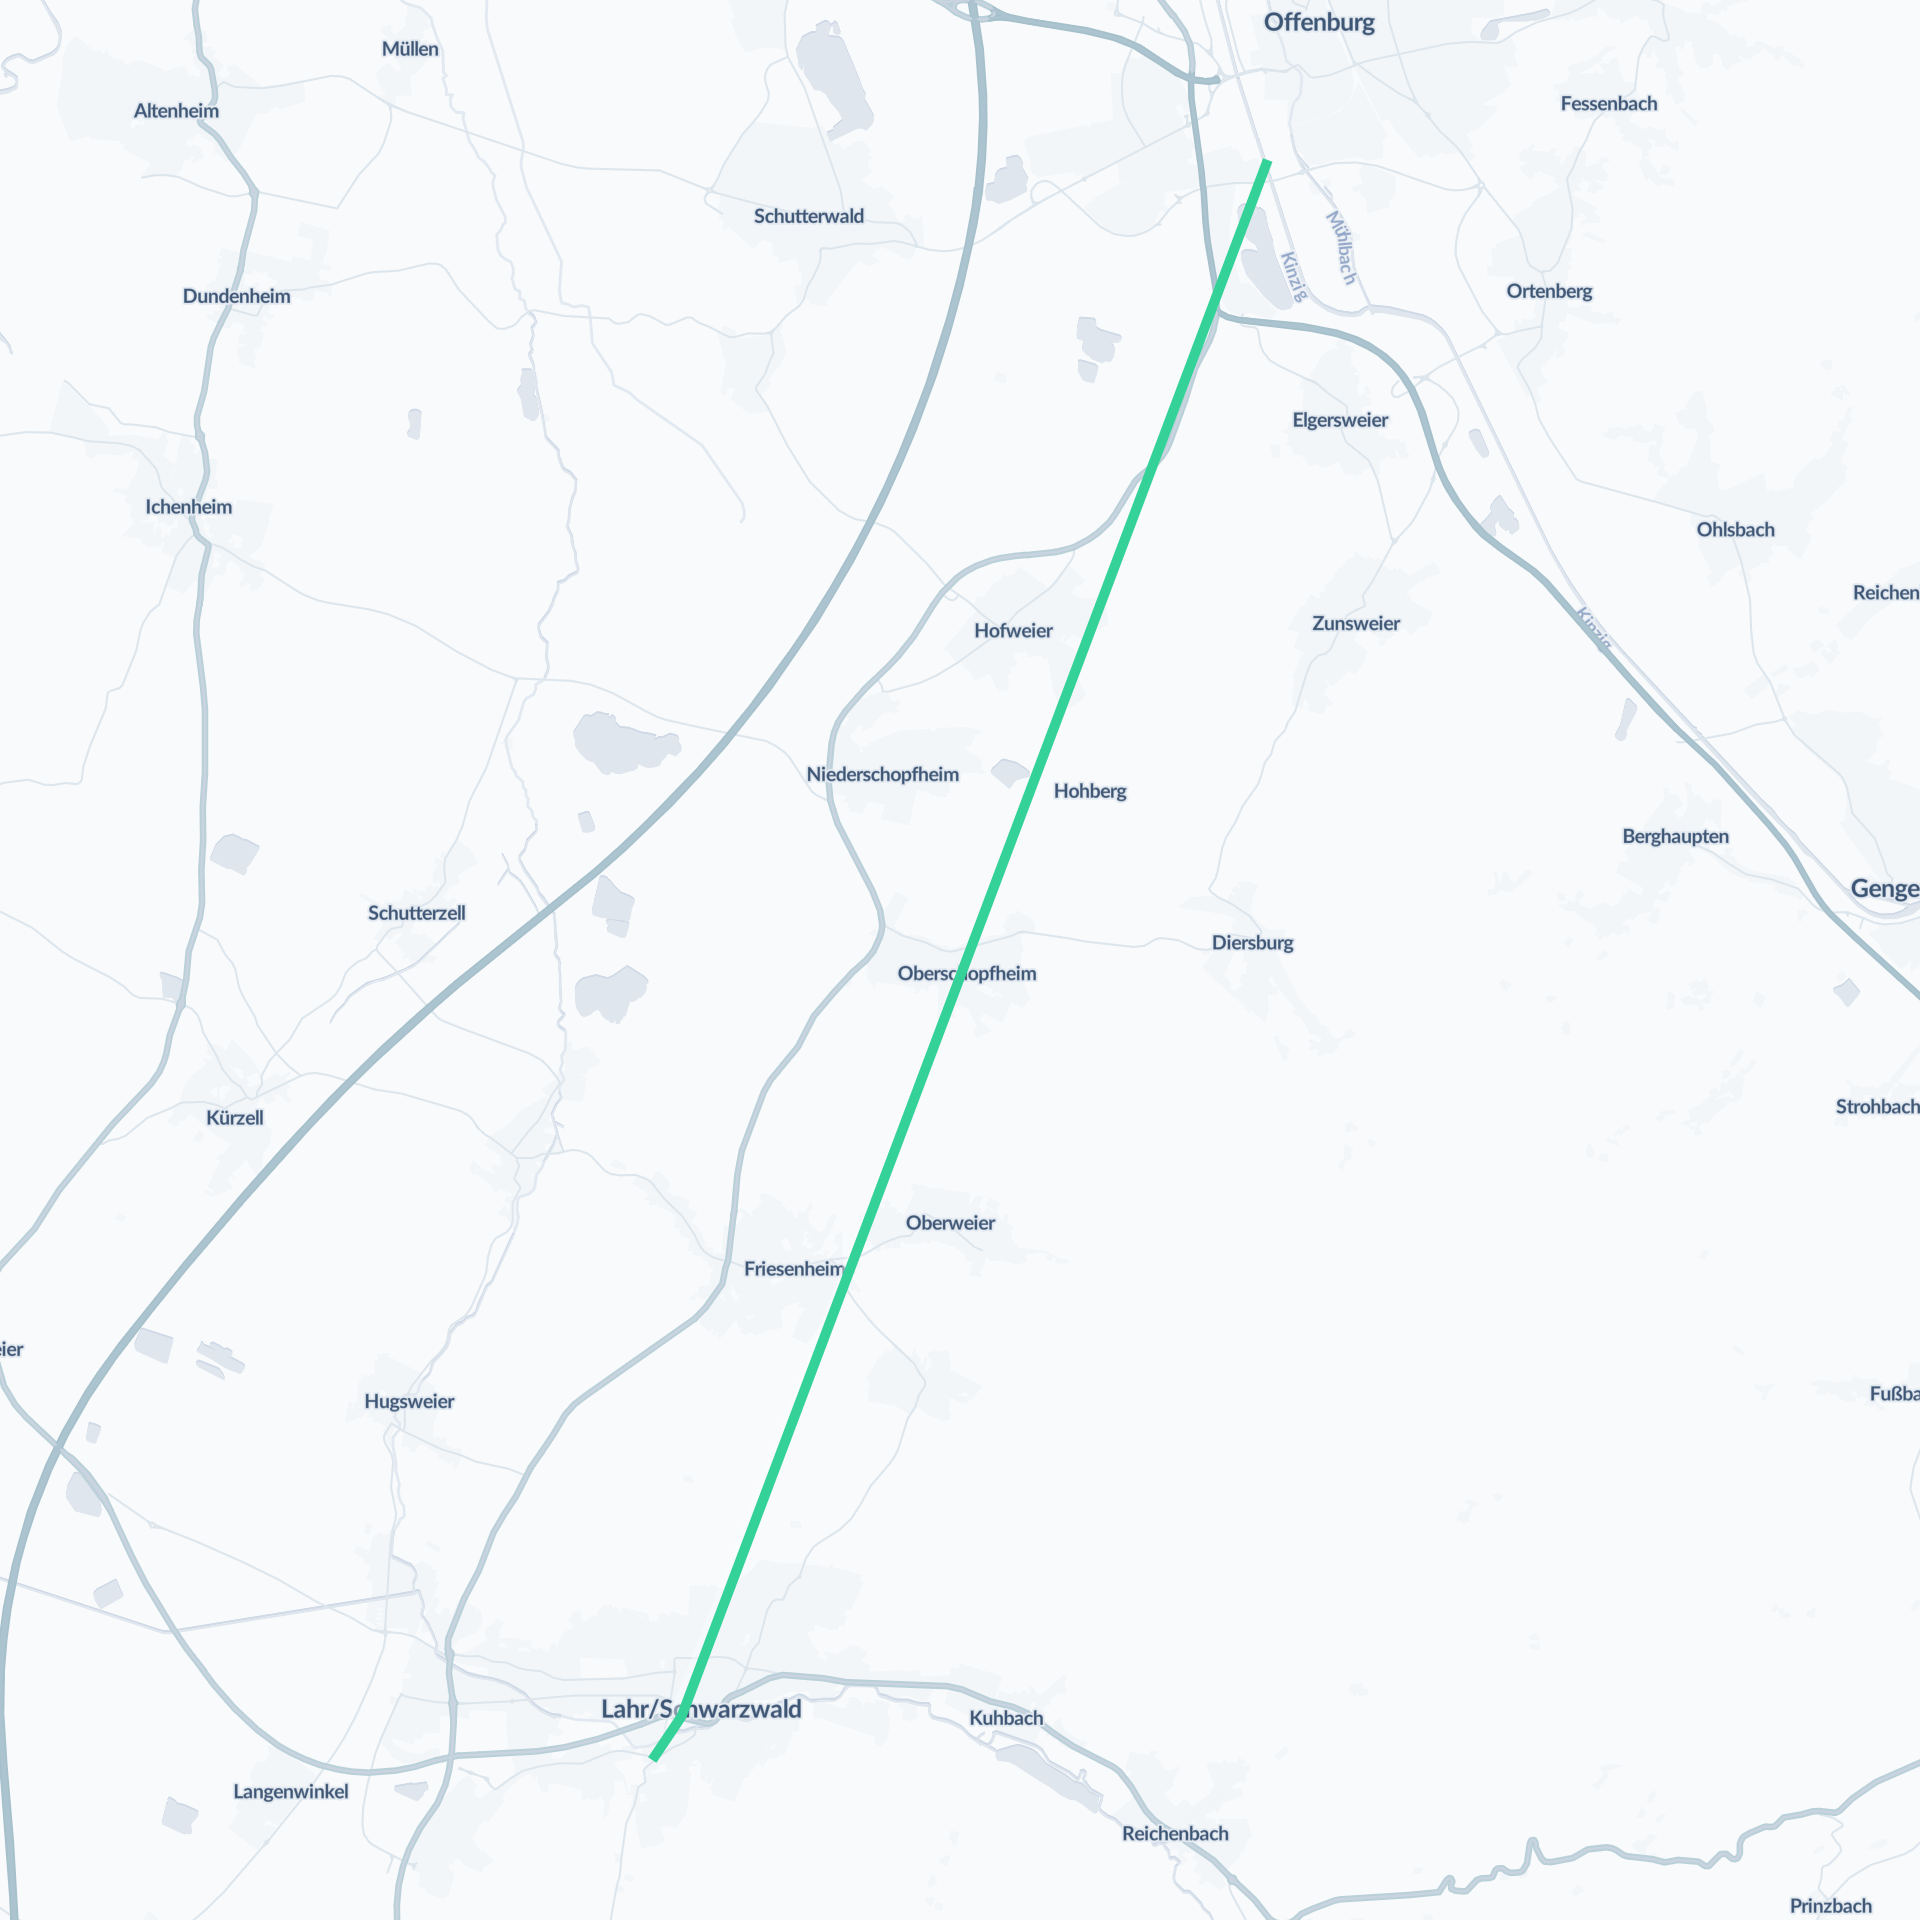 Offenburg
Müllen
Altenheim
Fessenbach
Schutterwald
Mühlbach
Kinzig
Dundenheim
Ortenberg
Elgersweier
Ichenheim
Ohlsbach
Reichen
Kinzig
Hofweier
Zunsweier
Niederschopfheim
Hohberg
Berghaupten
Genge
Schutterzell
Diersburg
Oberschopfheim
Strohbach
Kürzell
Oberweier
Friesenheim
eier
Fußba
Hugsweier
Lahr/Schwarzwald
Kuhbach
Langenwinkel
Reichenbach
Prinzbach